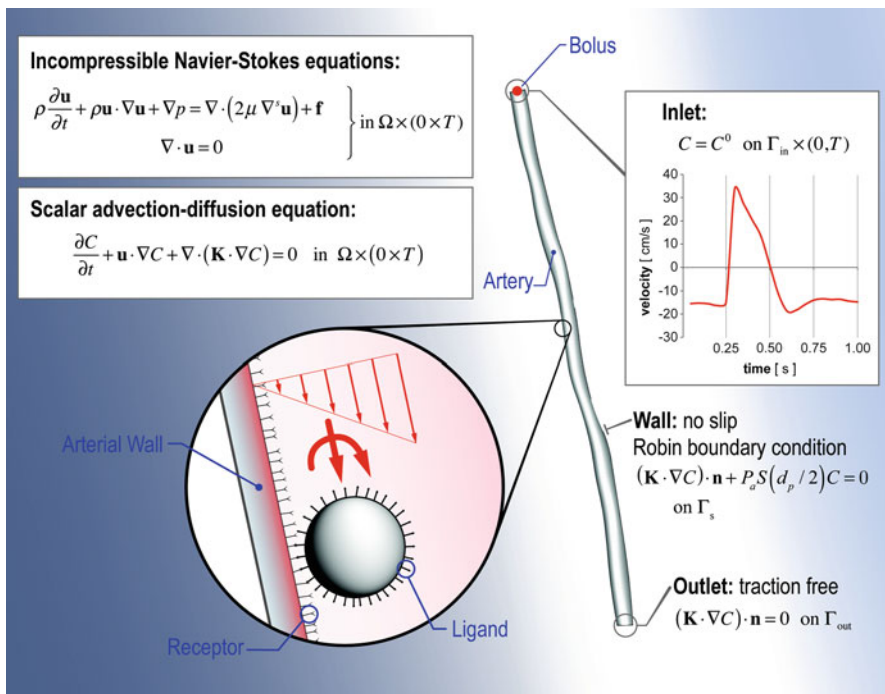 Incompressible Navier-Stokes equations:
ρ ∂u/∂t + ρu·∇u + ∇p = ∇·(2μ ∇ˢu) + f
∇·u = 0
} in Ω×(0×T)
Scalar advection-diffusion equation:
∂C/∂t + u·∇C + ∇·(K·∇C) = 0 in Ω×(0×T)
Bolus
Artery
Inlet:
C = C⁰ on Γin ×(0,T)
velocity [ cm/s ]
40
30
20
10
0
-10
-20
-30
0.25 0.50 0.75 1.00
time [ s ]
Arterial Wall
Receptor
Ligand
Wall: no slip
Robin boundary condition
(K·∇C)·n + PₐS(dₚ/2)C = 0
on Γs
Outlet: traction free
(K·∇C)·n = 0 on Γout